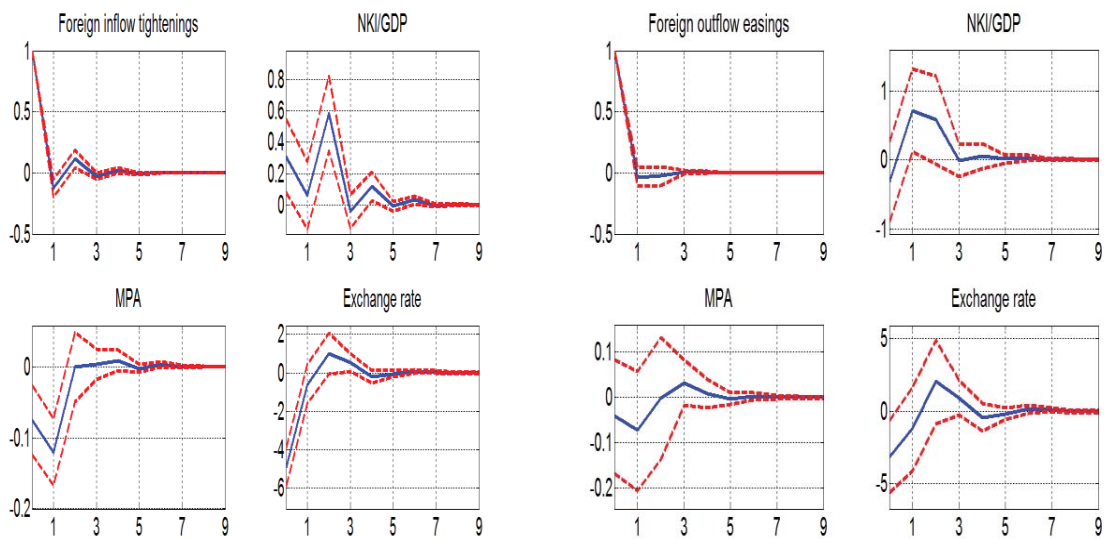 Foreign inflow tightenings
1
0.5
0
-0.5
1 3 5 7 9
NKI/GDP
0.8
0.6
0.4
0.2
0
1 3 5 7 9
Foreign outflow easings
1
0.5
0
-0.5
1 3 5 7 9
NKI/GDP
1
0
-1
1 3 5 7 9
MPA
0
-0.1
-0.2
1 3 5 7 9
Exchange rate
2
0
-2
-4
-6
1 3 5 7 9
MPA
0.1
0
-0.1
-0.2
1 3 5 7 9
Exchange rate
5
0
-5
1 3 5 7 9